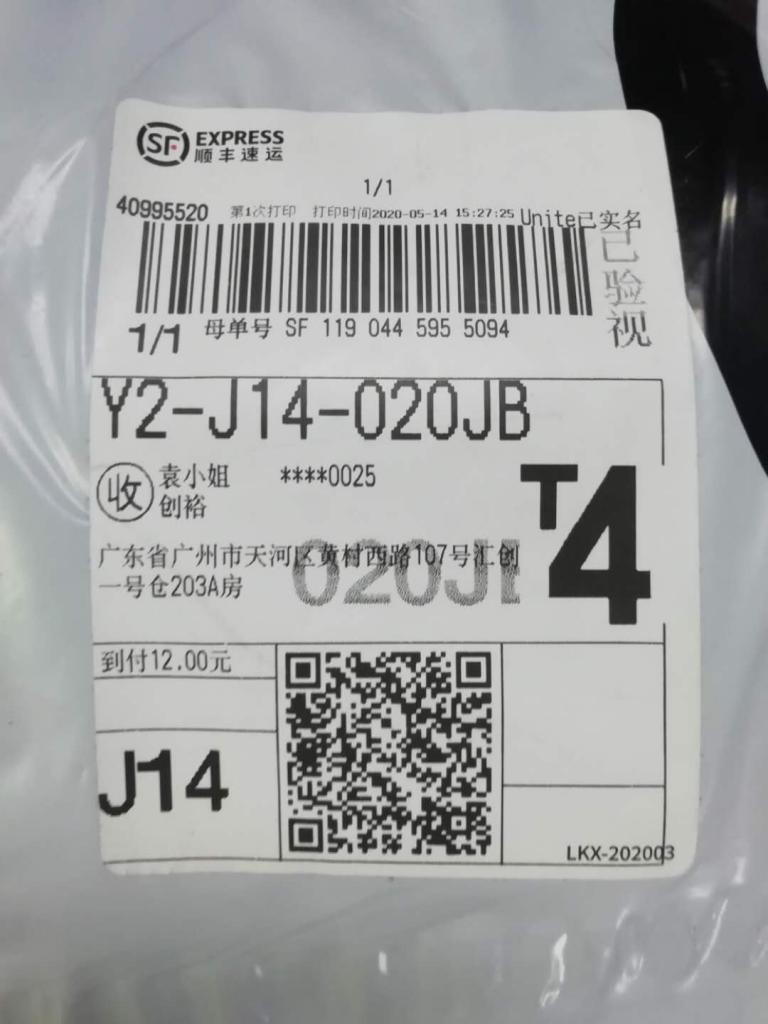 SF EXPRESS
顺丰速运
1/1
40995520 第1次打印 打印时间2020-05-14 15:27:25 Unite已实名
已验视
1/1 母单号 SF 119 044 595 5094
Y2-J14-020JB
收 袁小姐 ****0025
创裕
T4
广东省广州市天河区黄村西路107号汇创
一号仓203A房
020JB
到付12.00元
J14
LKX-202003